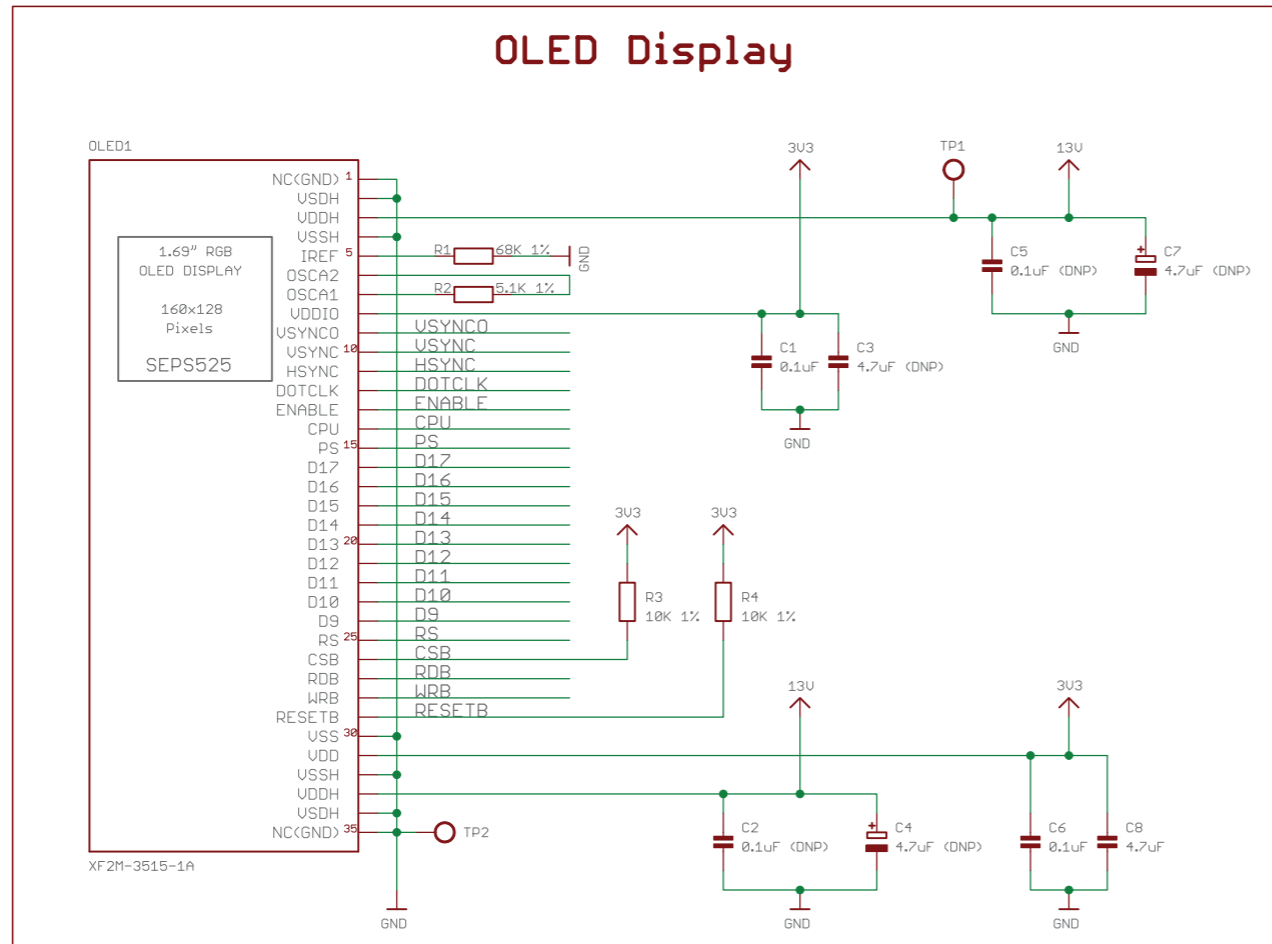 OLED Display
OLED1
1.69" RGB
OLED DISPLAY
160x128
Pixels
SEPS525
NC(GND) 1
VSDH
VDDH
VSSH
IREF 5
OSCA2
OSCA1
VDDIO
VSYNCO
VSYNC 10
HSYNC
DOTCLK
ENABLE
CPU
PS 15
D17
D16
D15
D14
D13 20
D12
D11
D10
D9
RS 25
CSB
RDB
WRB
RESETB
VSS 30
VDD
VSSH
VDDH
VSDH
NC(GND) 35
XF2M-3515-1A
R1 68K 1%
GND
R2 5.1K 1%
VSYNCO
VSYNC
HSYNC
DOTCLK
ENABLE
CPU
PS
D17
D16
D15
D14
D13
D12
D11
D10
D9
RS
CSB
RDB
WRB
RESETB
TP2
GND
3V3
C1
0.1uF
C3
4.7uF (DNP)
GND
TP1
13V
C5
0.1uF (DNP)
C7
4.7uF (DNP)
GND
3V3
R3
10K 1%
3V3
R4
10K 1%
13V
C2
0.1uF (DNP)
C4
4.7uF (DNP)
GND
3V3
C6
0.1uF
C8
4.7uF
GND